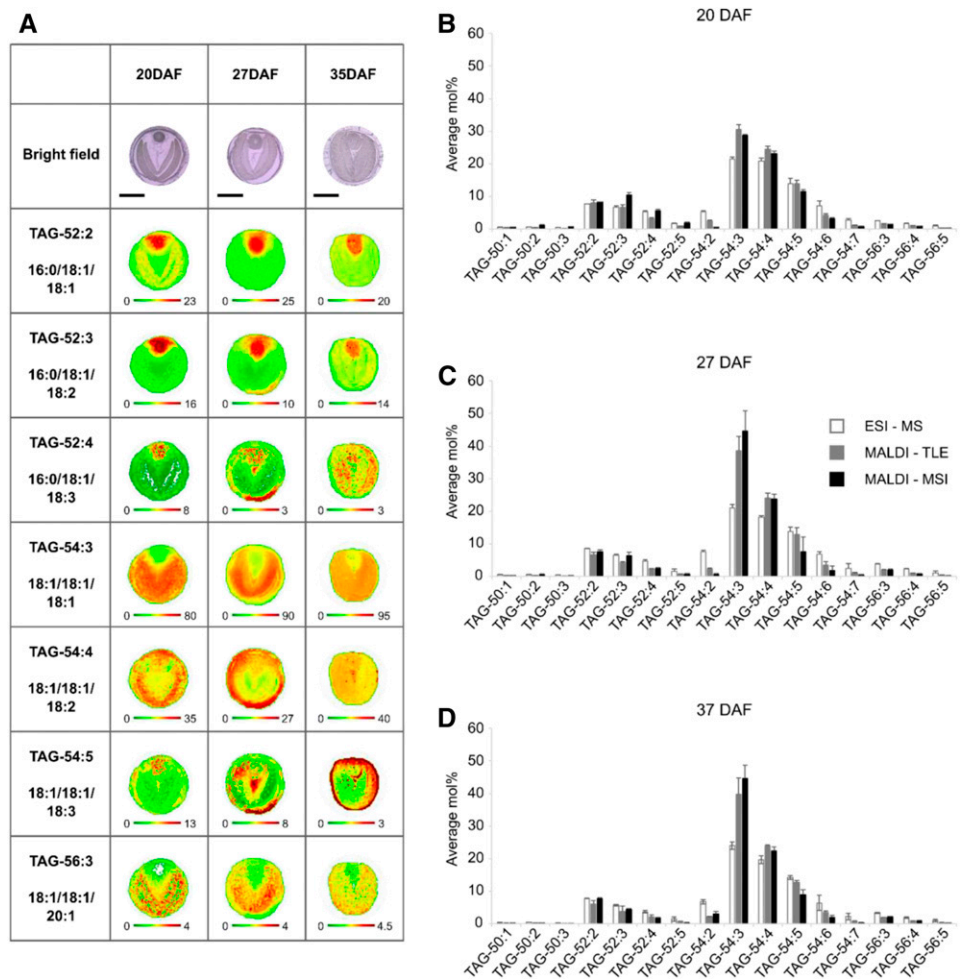 A
20DAF 27DAF 35DAF
Bright field
TAG-52:2
16:0/18:1/
18:1
0 23 0 25 0 20
TAG-52:3
16:0/18:1/
18:2
0 16 0 10 0 14
TAG-52:4
16:0/18:1/
18:3
0 8 0 3 0 3
TAG-54:3
18:1/18:1/
18:1
0 80 0 90 0 95
TAG-54:4
18:1/18:1/
18:2
0 35 0 27 0 40
TAG-54:5
18:1/18:1/
18:3
0 13 0 8 0 3
TAG-56:3
18:1/18:1/
20:1
0 4 0 4 0 4.5
B
20 DAF
Average mol%
60
50
40
30
20
10
0
TAG-50:1 TAG-50:2 TAG-50:3 TAG-52:2 TAG-52:3 TAG-52:4 TAG-52:5 TAG-54:2 TAG-54:3 TAG-54:4 TAG-54:5 TAG-54:6 TAG-54:7 TAG-56:3 TAG-56:4 TAG-56:5
C
27 DAF
Average mol%
60
50
40
30
20
10
0
ESI - MS
MALDI - TLE
MALDI - MSI
TAG-50:1 TAG-50:2 TAG-50:3 TAG-52:2 TAG-52:3 TAG-52:4 TAG-52:5 TAG-54:2 TAG-54:3 TAG-54:4 TAG-54:5 TAG-54:6 TAG-54:7 TAG-56:3 TAG-56:4 TAG-56:5
D
37 DAF
Average mol%
60
50
40
30
20
10
0
TAG-50:1 TAG-50:2 TAG-50:3 TAG-52:2 TAG-52:3 TAG-52:4 TAG-52:5 TAG-54:2 TAG-54:3 TAG-54:4 TAG-54:5 TAG-54:6 TAG-54:7 TAG-56:3 TAG-56:4 TAG-56:5